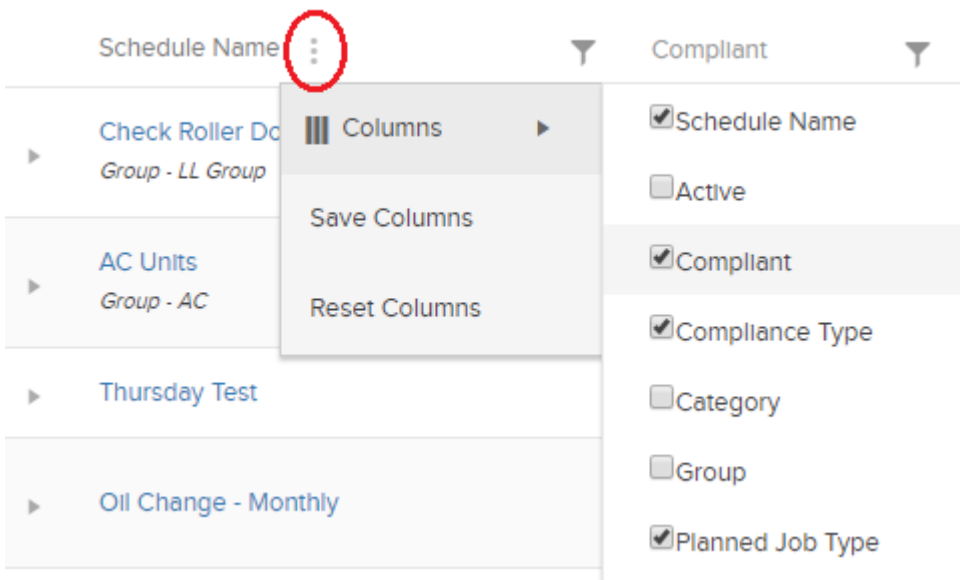 Schedule Name
Compliant
Check Roller Do
Group - LL Group
AC Units
Group - AC
Thursday Test
Oil Change - Monthly
Columns
Save Columns
Reset Columns
Schedule Name
Active
Compliant
Compliance Type
Category
Group
Planned Job Type